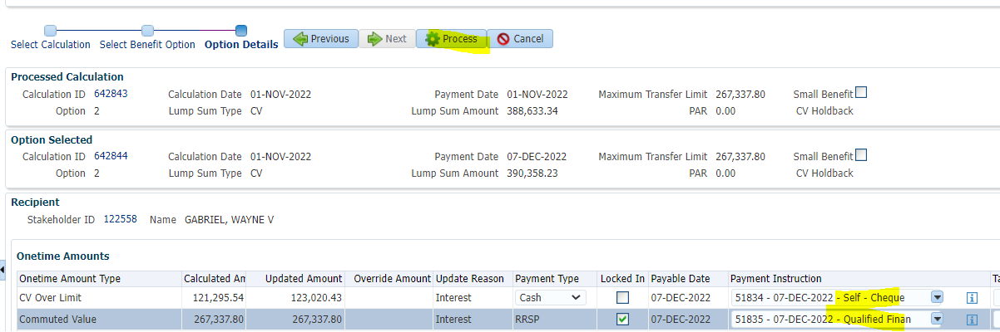 Select Calculation Select Benefit Option Option Details Previous Next Process Cancel
Processed Calculation
Calculation ID 642843 Calculation Date 01-NOV-2022 Payment Date 01-NOV-2022 Maximum Transfer Limit 267,337.80 Small Benefit
Option 2 Lump Sum Type CV Lump Sum Amount 388,633.34 PAR 0.00 CV Holdback
Option Selected
Calculation ID 642844 Calculation Date 01-NOV-2022 Payment Date 07-DEC-2022 Maximum Transfer Limit 267,337.80 Small Benefit
Option 2 Lump Sum Type CV Lump Sum Amount 390,358.23 PAR 0.00 CV Holdback
Recipient
Stakeholder ID 122558 Name GABRIEL, WAYNE V
Onetime Amounts
Onetime Amount Type Calculated Am Updated Amount Override Amount Update Reason Payment Type Locked In Payable Date Payment Instruction Ta
CV Over Limit 121,295.54 123,020.43 Interest Cash 07-DEC-2022 51834 - 07-DEC-2022 - Self - Cheque
Commuted Value 267,337.80 267,337.80 Interest RRSP 07-DEC-2022 51835 - 07-DEC-2022 - Qualified Finan